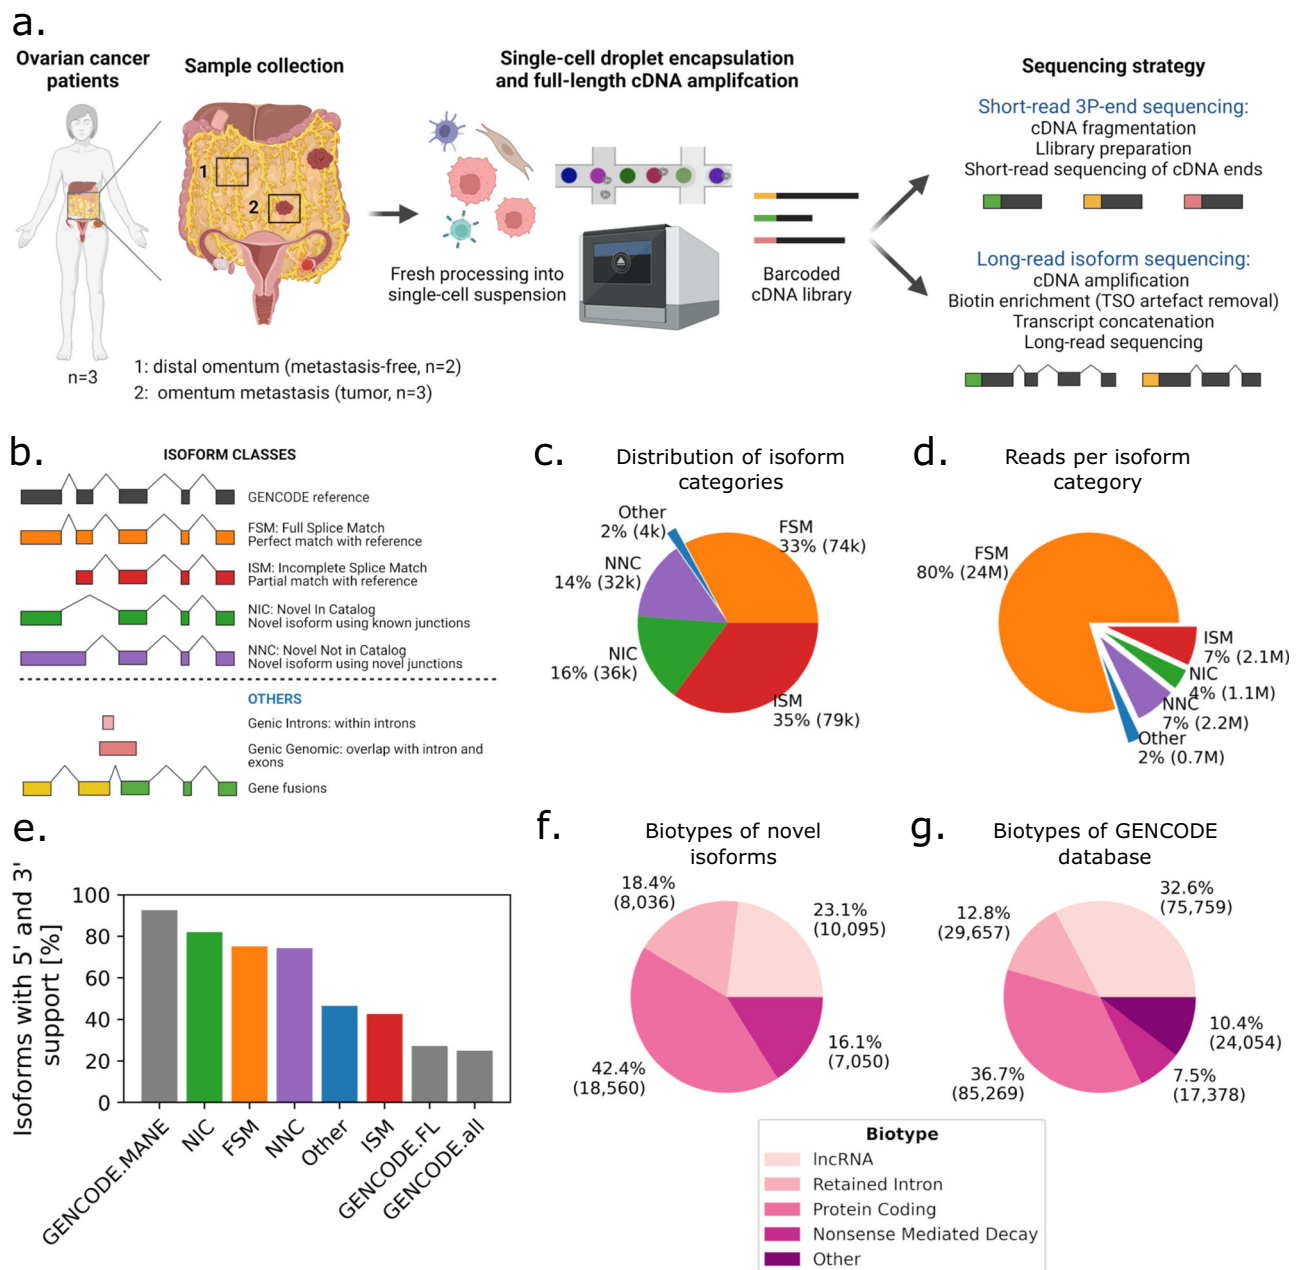 a.
Ovarian cancer
patients
Sample collection
Single-cell droplet encapsulation
and full-length cDNA amplifcation
Sequencing strategy
Short-read 3P-end sequencing:
cDNA fragmentation
Llibrary preparation
Short-read sequencing of cDNA ends
1
2
Fresh processing into
single-cell suspension
Barcoded
cDNA library
Long-read isoform sequencing:
cDNA amplification
Biotin enrichment (TSO artefact removal)
Transcript concatenation
Long-read sequencing
n=3
1: distal omentum (metastasis-free, n=2)
2: omentum metastasis (tumor, n=3)
b.
ISOFORM CLASSES
GENCODE reference
FSM: Full Splice Match
Perfect match with reference
ISM: Incomplete Splice Match
Partial match with reference
NIC: Novel In Catalog
Novel isoform using known junctions
NNC: Novel Not in Catalog
Novel isoform using novel junctions
OTHERS
Genic Introns: within introns
Genic Genomic: overlap with intron and
exons
Gene fusions
c.
Distribution of isoform
categories
Other
2% (4k)
FSM
33% (74k)
NNC
14% (32k)
NIC
16% (36k)
ISM
35% (79k)
d.
Reads per isoform
category
FSM
80% (24M)
ISM
7% (2.1M)
NIC
4% (1.1M)
NNC
7% (2.2M)
Other
2% (0.7M)
e.
Isoforms with 5' and 3'
support [%]
100
80
60
40
20
0
GENCODE.MANE
NIC
FSM
NNC
Other
ISM
GENCODE.FL
GENCODE.all
f.
Biotypes of novel
isoforms
18.4%
(8,036)
23.1%
(10,095)
42.4%
(18,560)
16.1%
(7,050)
g.
Biotypes of GENCODE
database
32.6%
(75,759)
12.8%
(29,657)
10.4%
(24,054)
36.7%
(85,269)
7.5%
(17,378)
Biotype
lncRNA
Retained Intron
Protein Coding
Nonsense Mediated Decay
Other